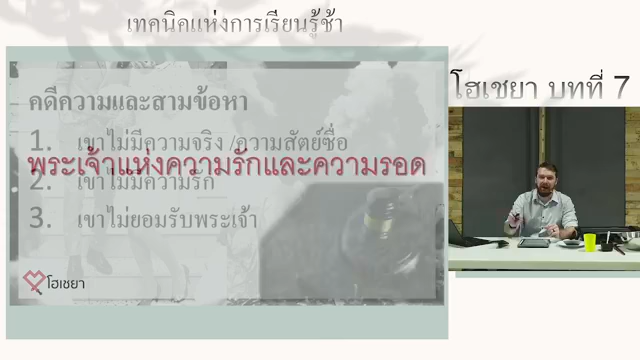 เทคนิคแห่งการเรียนรู้ช้า
โฮเชยา บทที่ 7
คดีความและสามข้อหา
1. เขาไม่มีความจริง /ความสัตย์ซื่อ
พระเจ้าแห่งความรักและความรอด
2. เขาไม่มีความรัก
3. เขาไม่ยอมรับพระเจ้า
โฮเชยา